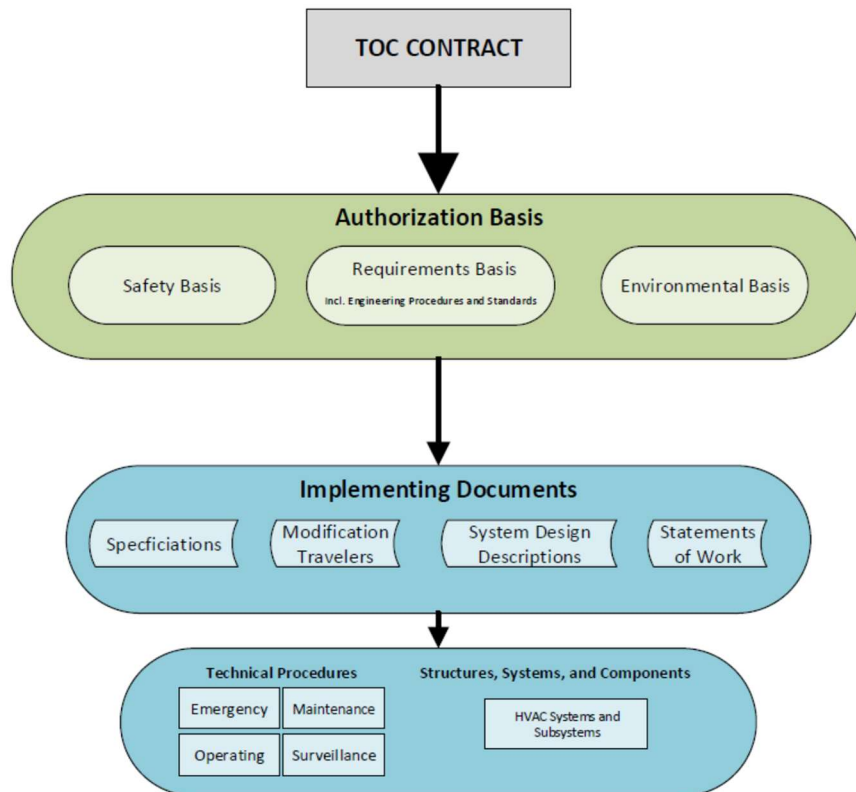 TOC CONTRACT
Authorization Basis
Safety Basis
Requirements Basis
Incl. Engineering Procedures and Standards
Environmental Basis
Implementing Documents
Specficiations
Modification
Travelers
System Design
Descriptions
Statements
of Work
Technical Procedures
Emergency
Maintenance
Operating
Surveillance
Structures, Systems, and Components
HVAC Systems and
Subsystems